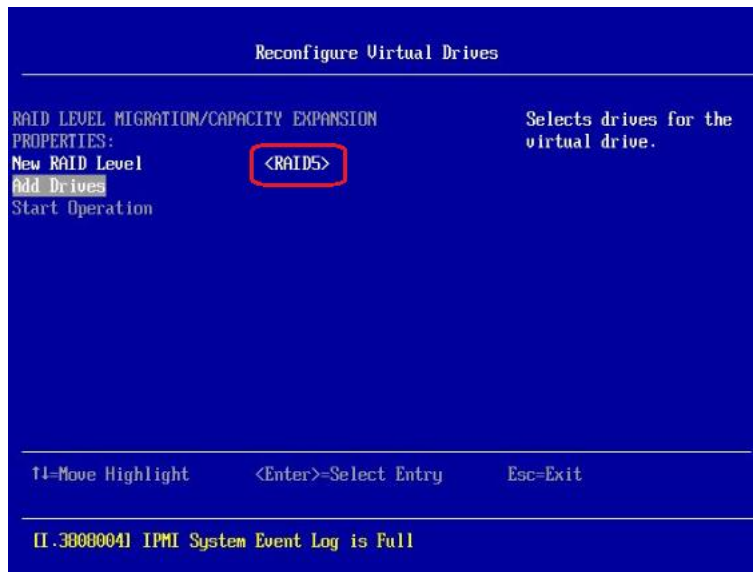 Reconfigure Virtual Drives
RAID LEVEL MIGRATION/CAPACITY EXPANSION
PROPERTIES:
New RAID Level <RAID5>
Add Drives
Start Operation
Selects drives for the
virtual drive.
↑↓=Move Highlight <Enter>=Select Entry Esc=Exit
[I.3808004] IPMI System Event Log is Full